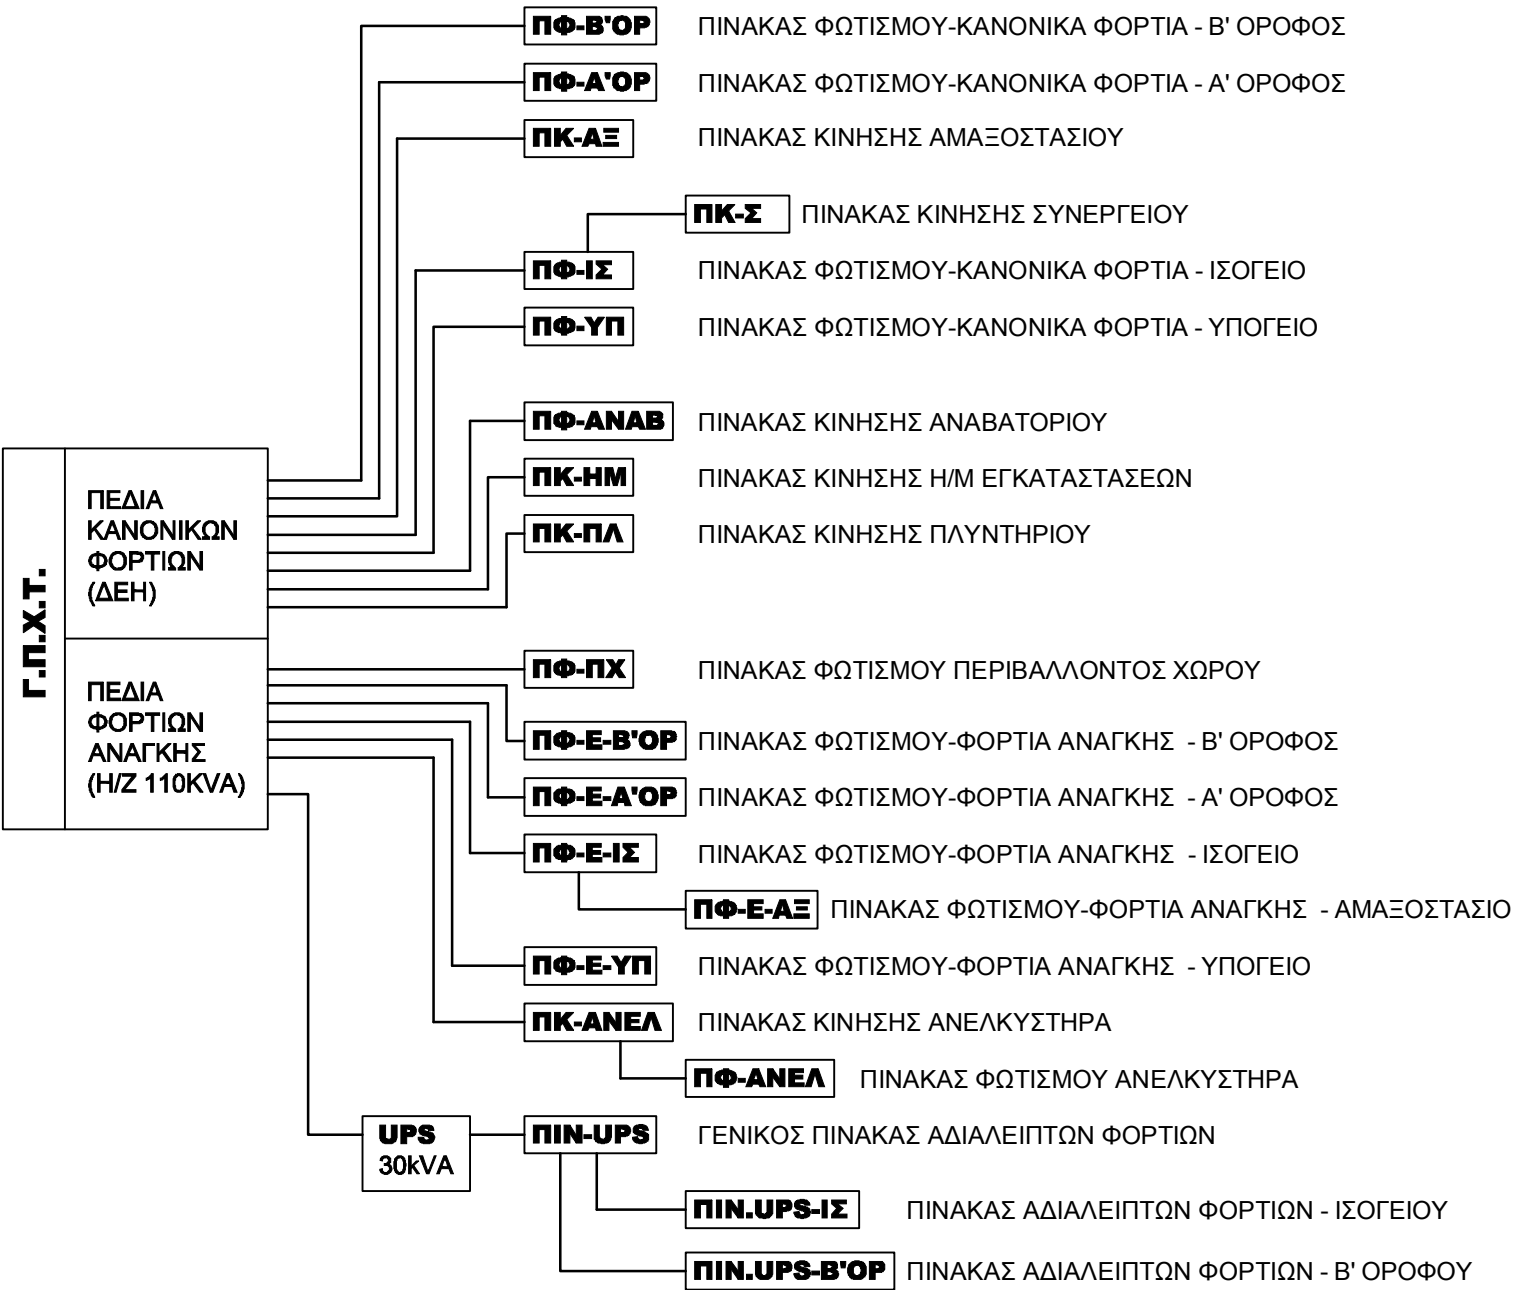 ΠΦ-Β'ΟΡ ΠΙΝΑΚΑΣ ΦΩΤΙΣΜΟΥ-ΚΑΝΟΝΙΚΑ ΦΟΡΤΙΑ - Β' ΟΡΟΦΟΣ
ΠΦ-Α'ΟΡ ΠΙΝΑΚΑΣ ΦΩΤΙΣΜΟΥ-ΚΑΝΟΝΙΚΑ ΦΟΡΤΙΑ - Α' ΟΡΟΦΟΣ
ΠΚ-ΑΞ ΠΙΝΑΚΑΣ ΚΙΝΗΣΗΣ ΑΜΑΞΟΣΤΑΣΙΟΥ
ΠΚ-Σ ΠΙΝΑΚΑΣ ΚΙΝΗΣΗΣ ΣΥΝΕΡΓΕΙΟΥ
ΠΦ-ΙΣ ΠΙΝΑΚΑΣ ΦΩΤΙΣΜΟΥ-ΚΑΝΟΝΙΚΑ ΦΟΡΤΙΑ - ΙΣΟΓΕΙΟ
ΠΦ-ΥΠ ΠΙΝΑΚΑΣ ΦΩΤΙΣΜΟΥ-ΚΑΝΟΝΙΚΑ ΦΟΡΤΙΑ - ΥΠΟΓΕΙΟ
ΠΦ-ΑΝΑΒ ΠΙΝΑΚΑΣ ΚΙΝΗΣΗΣ ΑΝΑΒΑΤΟΡΙΟΥ
ΠΚ-ΗΜ ΠΙΝΑΚΑΣ ΚΙΝΗΣΗΣ Η/Μ ΕΓΚΑΤΑΣΤΑΣΕΩΝ
ΠΚ-ΠΛ ΠΙΝΑΚΑΣ ΚΙΝΗΣΗΣ ΠΛΥΝΤΗΡΙΟΥ
Γ.Π.Χ.Τ.
ΠΕΔΙΑ
ΚΑΝΟΝΙΚΩΝ
ΦΟΡΤΙΩΝ
(ΔΕΗ)
ΠΕΔΙΑ
ΦΟΡΤΙΩΝ
ΑΝΑΓΚΗΣ
(Η/Ζ 110KVA)
ΠΦ-ΠΧ ΠΙΝΑΚΑΣ ΦΩΤΙΣΜΟΥ ΠΕΡΙΒΑΛΛΟΝΤΟΣ ΧΩΡΟΥ
ΠΦ-Ε-Β'ΟΡ ΠΙΝΑΚΑΣ ΦΩΤΙΣΜΟΥ-ΦΟΡΤΙΑ ΑΝΑΓΚΗΣ - Β' ΟΡΟΦΟΣ
ΠΦ-Ε-Α'ΟΡ ΠΙΝΑΚΑΣ ΦΩΤΙΣΜΟΥ-ΦΟΡΤΙΑ ΑΝΑΓΚΗΣ - Α' ΟΡΟΦΟΣ
ΠΦ-Ε-ΙΣ ΠΙΝΑΚΑΣ ΦΩΤΙΣΜΟΥ-ΦΟΡΤΙΑ ΑΝΑΓΚΗΣ - ΙΣΟΓΕΙΟ
ΠΦ-Ε-ΑΞ ΠΙΝΑΚΑΣ ΦΩΤΙΣΜΟΥ-ΦΟΡΤΙΑ ΑΝΑΓΚΗΣ - ΑΜΑΞΟΣΤΑΣΙΟ
ΠΦ-Ε-ΥΠ ΠΙΝΑΚΑΣ ΦΩΤΙΣΜΟΥ-ΦΟΡΤΙΑ ΑΝΑΓΚΗΣ - ΥΠΟΓΕΙΟ
ΠΚ-ΑΝΕΛ ΠΙΝΑΚΑΣ ΚΙΝΗΣΗΣ ΑΝΕΛΚΥΣΤΗΡΑ
ΠΦ-ΑΝΕΛ ΠΙΝΑΚΑΣ ΦΩΤΙΣΜΟΥ ΑΝΕΛΚΥΣΤΗΡΑ
UPS
30kVA
ΠΙΝ-UPS ΓΕΝΙΚΟΣ ΠΙΝΑΚΑΣ ΑΔΙΑΛΕΙΠΤΩΝ ΦΟΡΤΙΩΝ
ΠΙΝ.UPS-ΙΣ ΠΙΝΑΚΑΣ ΑΔΙΑΛΕΙΠΤΩΝ ΦΟΡΤΙΩΝ - ΙΣΟΓΕΙΟΥ
ΠΙΝ.UPS-Β'ΟΡ ΠΙΝΑΚΑΣ ΑΔΙΑΛΕΙΠΤΩΝ ΦΟΡΤΙΩΝ - Β' ΟΡΟΦΟΥ